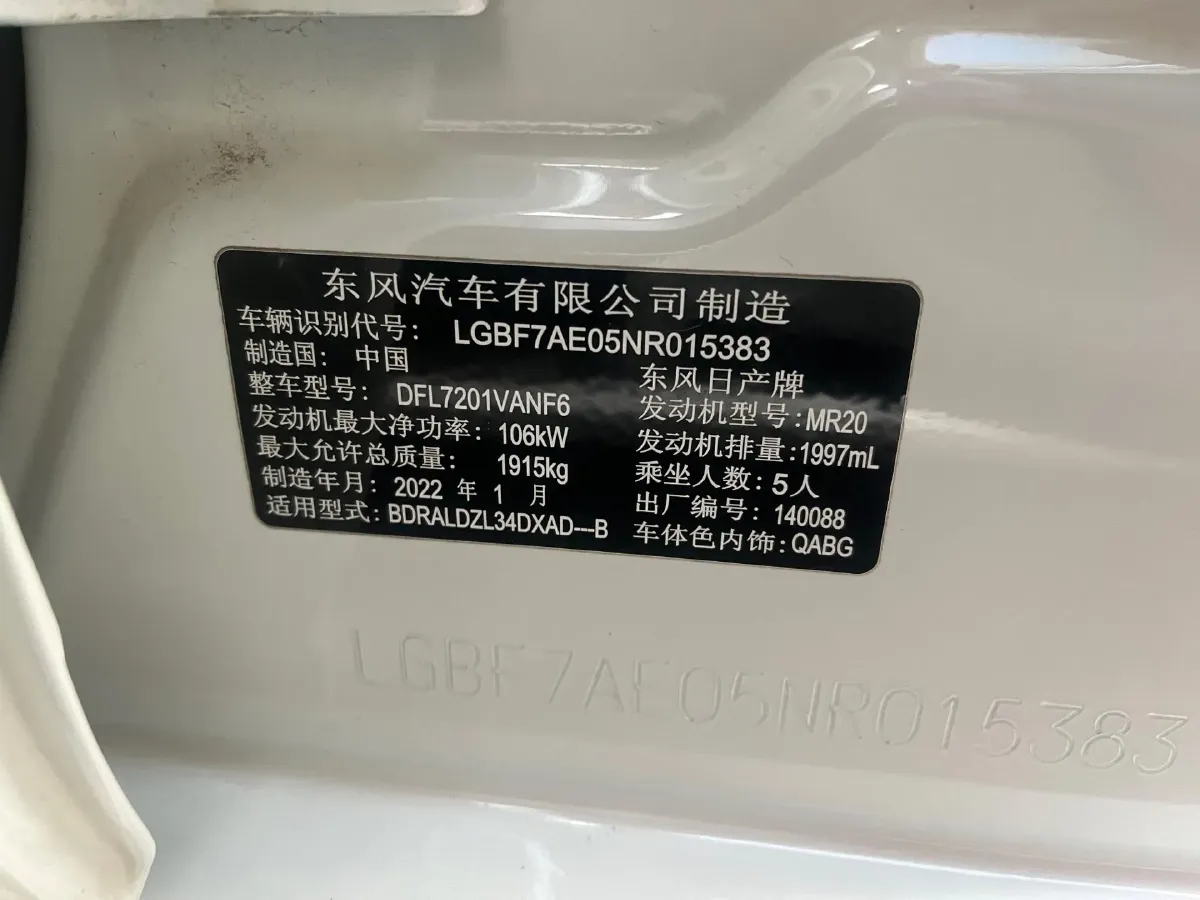 东风汽车有限公司制造
车辆识别代号: LGBF7AE05NR015383
制造国: 中国 东风日产牌
整车型号: DFL7201VANF6 发动机型号:MR20
发动机最大净功率: 106kW 发动机排量:1997mL
最大允许总质量: 1915kg 乘坐人数: 5人
制造年月: 2022 年 1 月 出厂编号: 140088
适用型式: BDRALDZL34DXAD---B 车体色内饰: QABG
LGBF7AE05NR015383